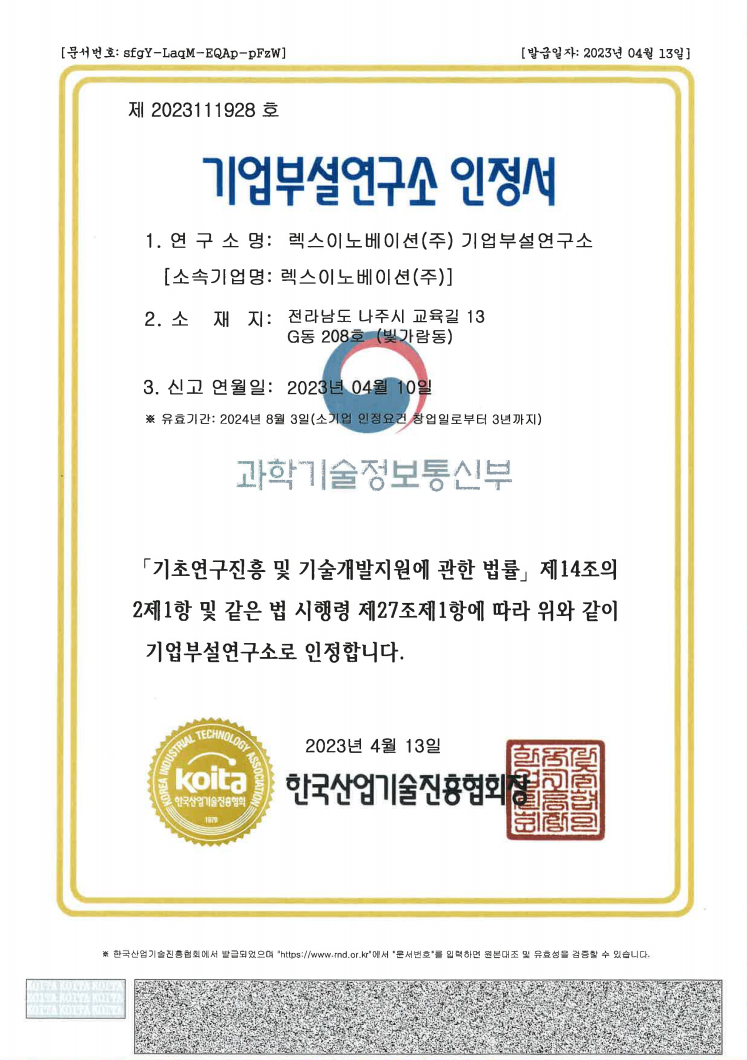 [문서번호: sfgY-LaqM-EQAp-pFzW] [발급일자: 2023년 04월 13일]
제 2023111928 호
기업부설연구소 인정서
1. 연 구 소 명: 렉스이노베이션(주) 기업부설연구소
[소속기업명: 렉스이노베이션(주)]
2. 소 재 지: 전라남도 나주시 교육길 13
G동 208호 (빛가람동)
3. 신고 연월일: 2023년 04월 10일
※ 유효기간: 2024년 8월 3일(소기업 인정요건 창업일로부터 3년까지)
과학기술정보통신부
「기초연구진흥 및 기술개발지원에 관한 법률」 제14조의
2제1항 및 같은 법 시행령 제27조제1항에 따라 위와 같이
기업부설연구소로 인정합니다.
2023년 4월 13일
KOREA INDUSTRIAL TECHNOLOGY ASSOCIATION
koita
한국산업기술진흥협회
1979
한국산업기술진흥협회장
※ 한국산업기술진흥협회에서 발급되었으며 "https://www.rnd.or.kr"에서 "문서번호"를 입력하면 원본대조 및 유효성을 검증할 수 있습니다.
KOITA KOITA KOITA
KOITA KOITA KOITA
KOITA KOITA KOITA